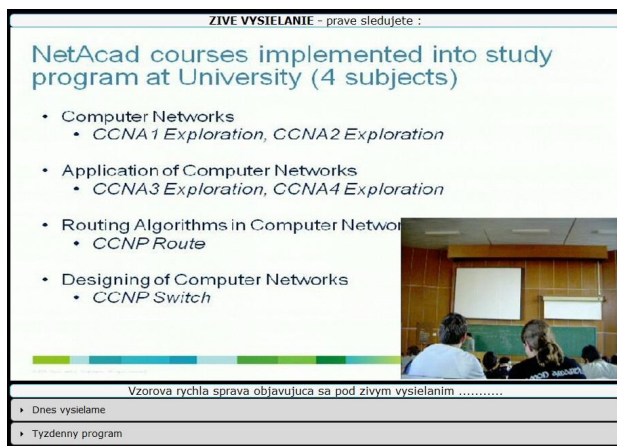 ZIVE VYSIELANIE - prave sledujete :
NetAcad courses implemented into study
program at University (4 subjects)
• Computer Networks
• CCNA1 Exploration, CCNA2 Exploration
• Application of Computer Networks
• CCNA3 Exploration, CCNA4 Exploration
• Routing Algorithms in Computer Networ
• CCNP Route
• Designing of Computer Networks
• CCNP Switch
Vzorova rychla sprava objavujuca sa pod zivym vysielanim ...........
Dnes vysielame
Tyzdenny program